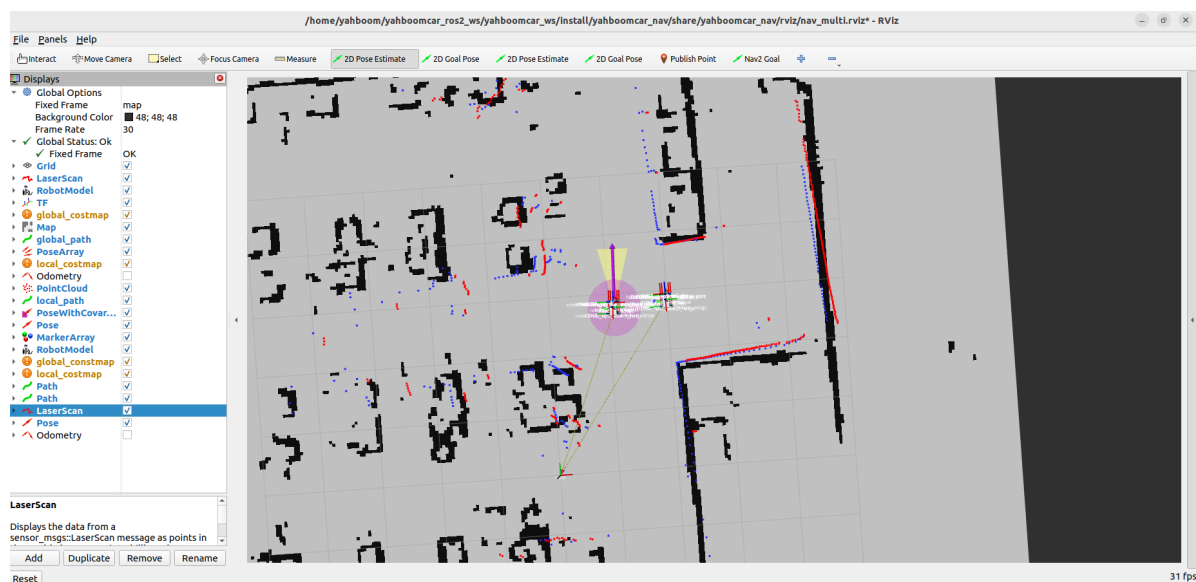 /home/yahboom/yahboomcar_ros2_ws/yahboomcar_ws/install/yahboomcar_nav/share/yahboomcar_nav/rviz/nav_multi.rviz* - RViz
File Panels Help
Interact Move Camera Select Focus Camera Measure 2D Pose Estimate 2D Goal Pose 2D Pose Estimate 2D Goal Pose Publish Point Nav2 Goal
Displays
Global Options
Fixed Frame map
Background Color 48; 48; 48
Frame Rate 30
Global Status: Ok
Fixed Frame OK
Grid
LaserScan
RobotModel
TF
global_costmap
Map
global_path
PoseArray
local_costmap
Odometry
PointCloud
local_path
PoseWithCovar...
Pose
MarkerArray
RobotModel
global_constmap
local_costmap
Path
Path
LaserScan
Pose
Odometry
LaserScan
Displays the data from a
sensor_msgs::LaserScan message as points in
Add Duplicate Remove Rename
Reset
31 fps